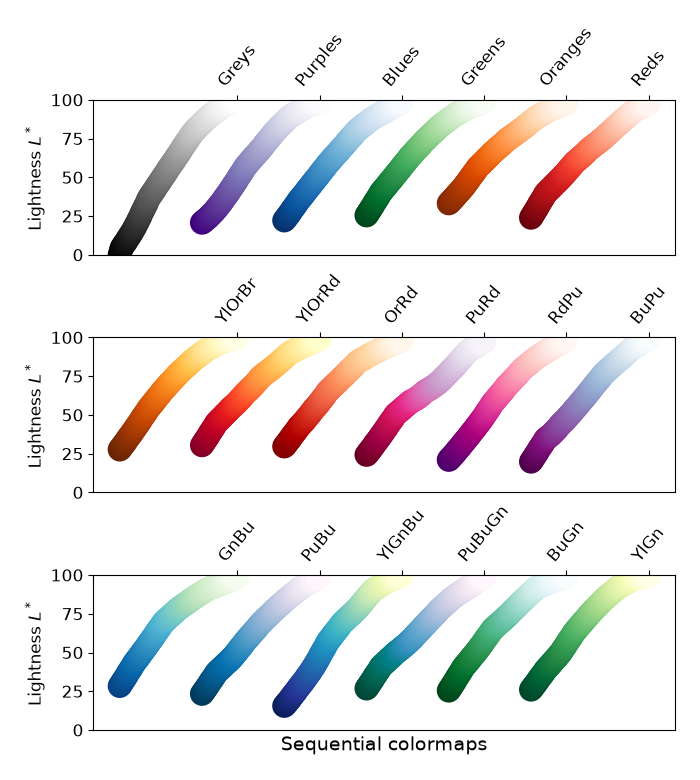 Greys Purples Blues Greens Oranges Reds
100
75
50
25
0
Lightness L*
YlOrBr YlOrRd OrRd PuRd RdPu BuPu
100
75
50
25
0
Lightness L*
GnBu PuBu YlGnBu PuBuGn BuGn YlGn
100
75
50
25
0
Lightness L*
Sequential colormaps